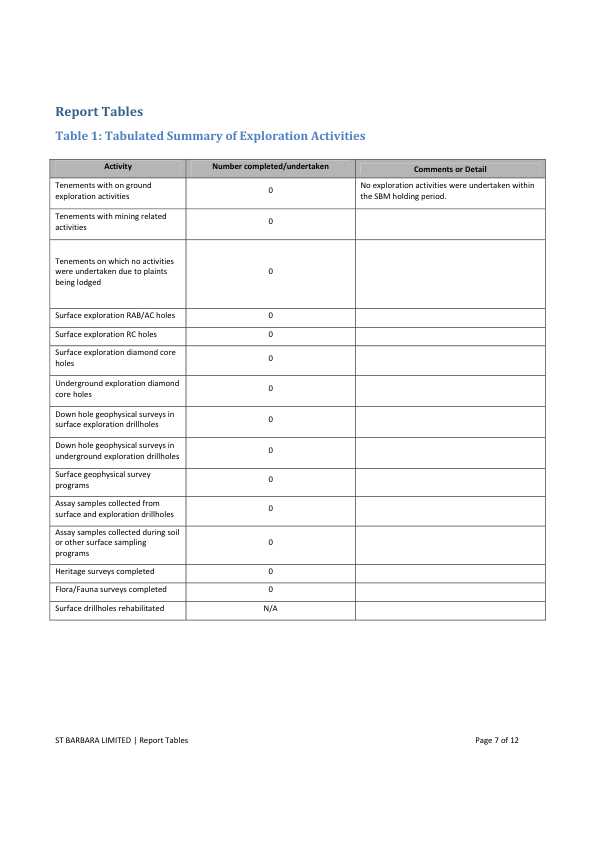 Report Tables
Table 1: Tabulated Summary of Exploration Activities
Activity Number completed/undertaken Comments or Detail
Tenements with on ground
exploration activities
0
No exploration activities were undertaken within
the SBM holding period.
Tenements with mining related
activities
0
Tenements on which no activities
were undertaken due to plaints
being lodged
0
Surface exploration RAB/AC holes 0
Surface exploration RC holes 0
Surface exploration diamond core
holes
0
Underground exploration diamond
core holes
0
Down hole geophysical surveys in
surface exploration drillholes
0
Down hole geophysical surveys in
underground exploration drillholes
0
Surface geophysical survey
programs
0
Assay samples collected from
surface and exploration drillholes
0
Assay samples collected during soil
or other surface sampling
programs
0
Heritage surveys completed 0
Flora/Fauna surveys completed 0
Surface drillholes rehabilitated N/A
ST BARBARA LIMITED | Report Tables Page 7 of 12